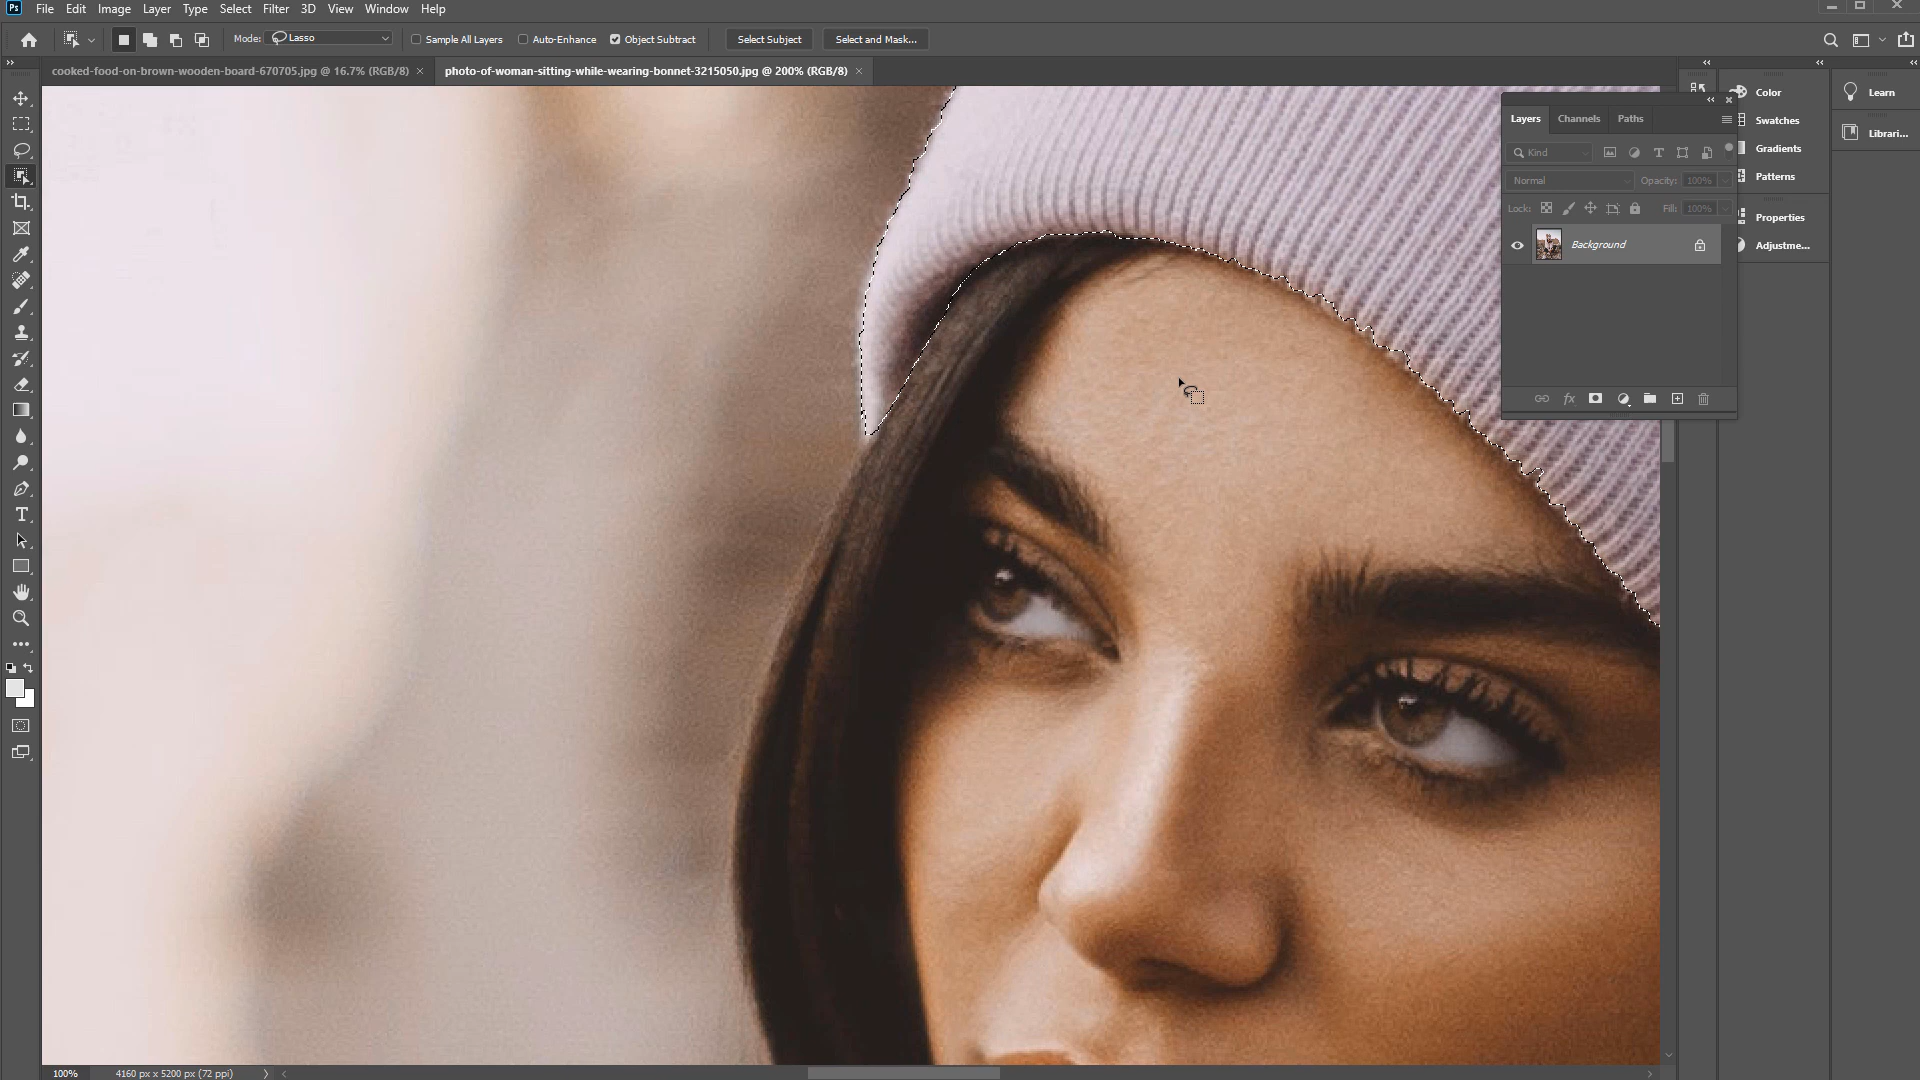 Ps File Edit Image Layer Type Select Filter 3D View Window Help
Mode: Lasso Sample All Layers Auto-Enhance Object Subtract Select Subject Select and Mask...
cooked-food-on-brown-wooden-board-670705.jpg @ 16.7% (RGB/8) photo-of-woman-sitting-while-wearing-bonnet-3215050.jpg @ 200% (RGB/8)
Layers Channels Paths
Kind
Normal Opacity: 100%
Lock: Fill: 100%
Background
Color
Swatches
Gradients
Patterns
Properties
Adjustme...
Learn
Librari...
100% 4160 px x 5200 px (72 ppi)